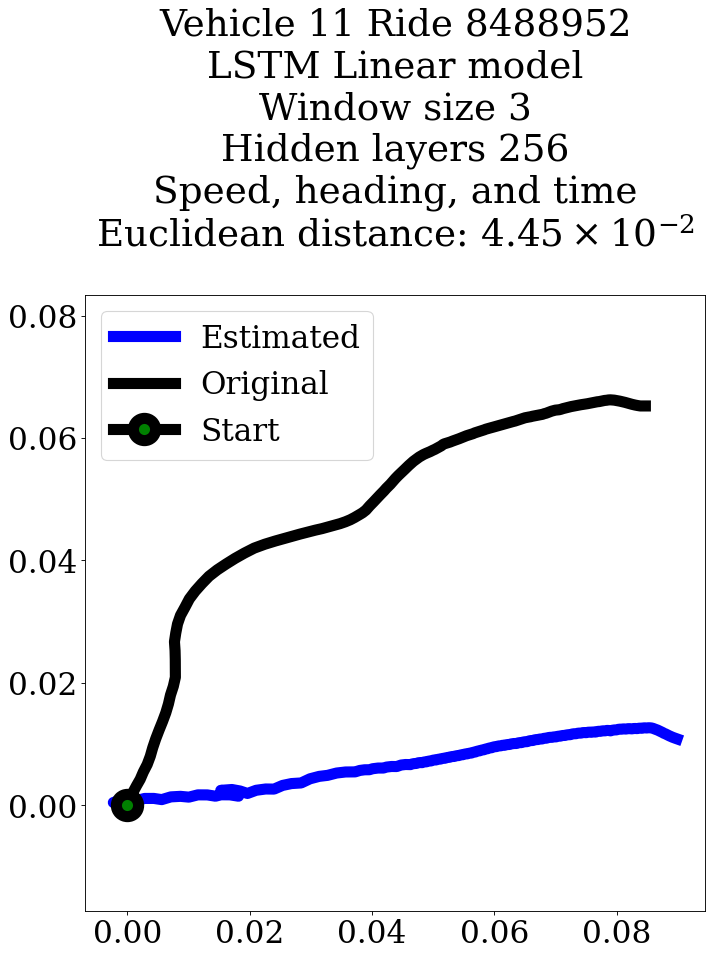 Vehicle 11 Ride 8488952
LSTM Linear model
Window size 3
Hidden layers 256
Speed, heading, and time
Euclidean distance: 4.45 × 10⁻²
Estimated
Original
Start
0.08
0.06
0.04
0.02
0.00
0.00 0.02 0.04 0.06 0.08